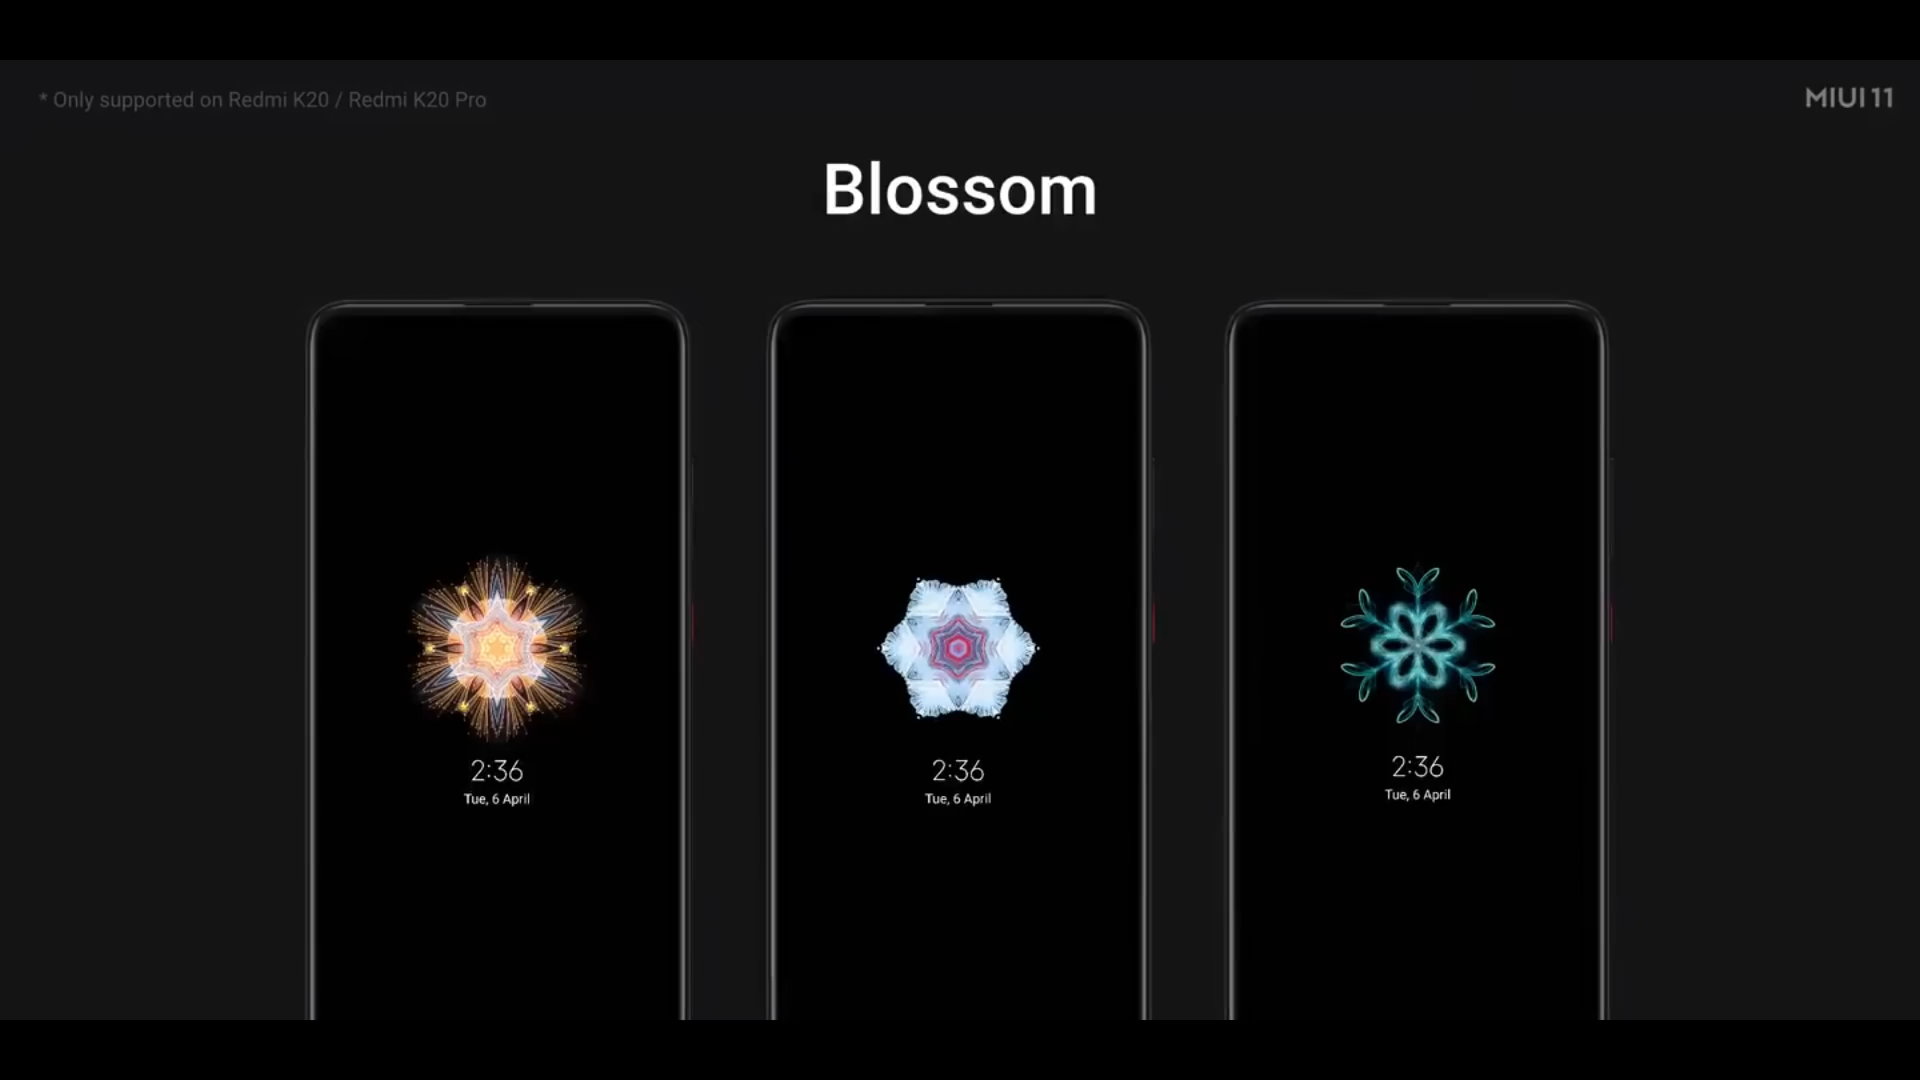 * Only supported on Redmi K20 / Redmi K20 Pro
MIUI 11
Blossom
2:36
Tue, 6 April
2:36
Tue, 6 April
2:36
Tue, 6 April